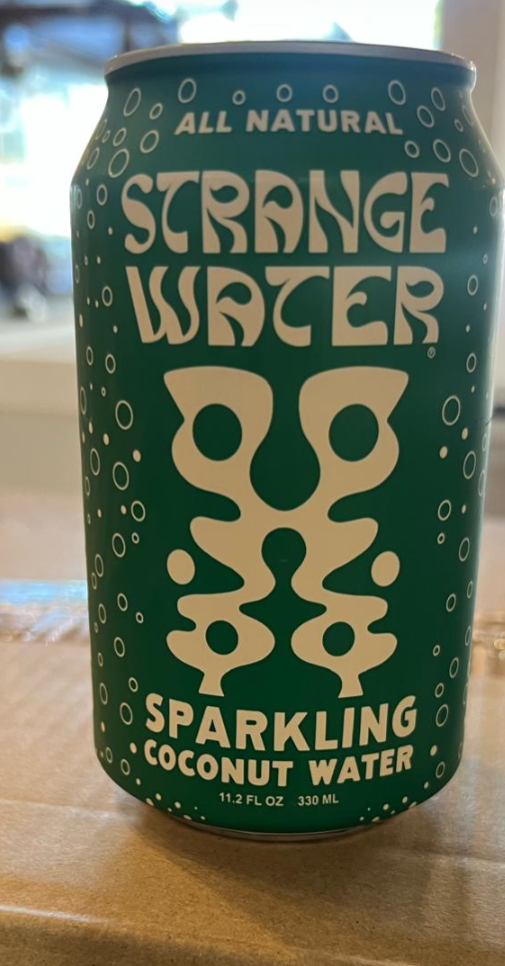 ALL NATURAL
STRANGE
WATER®
SPARKLING
COCONUT WATER
11.2 FL OZ 330 ML